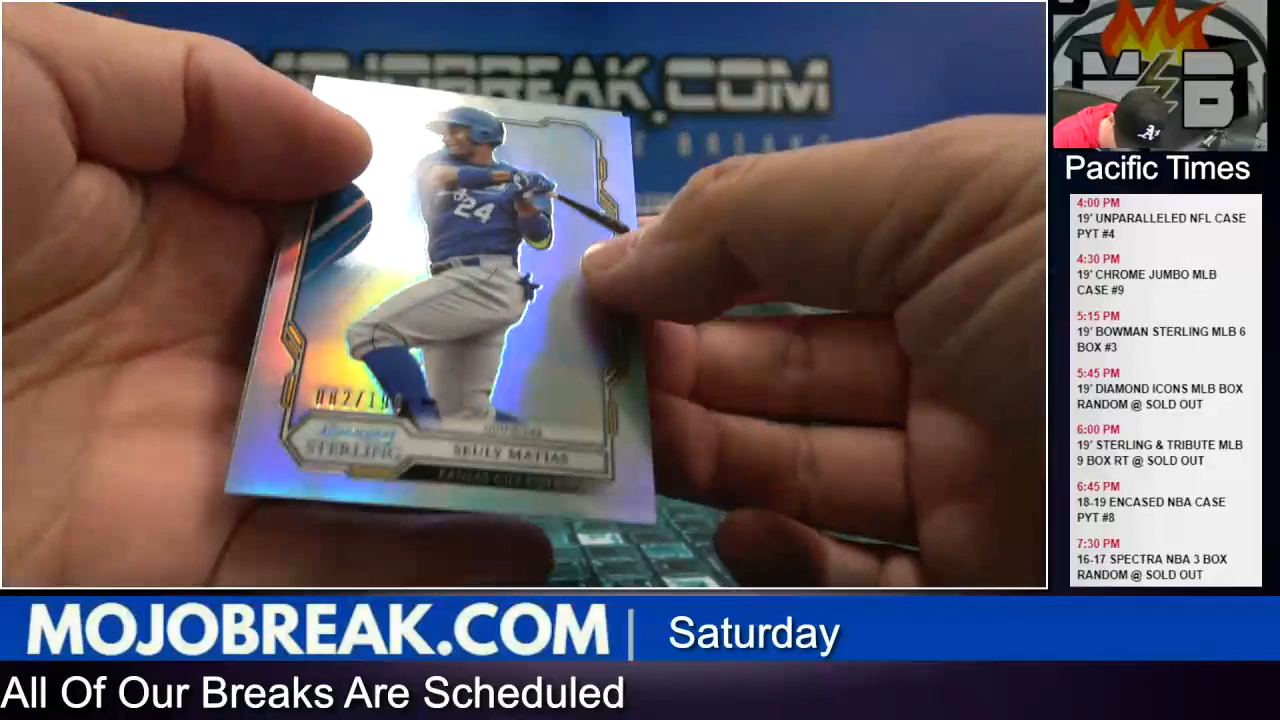 MOJOBREAK.COM
24
STERLING
SEULY MATIAS
M B
A's
Pacific Times
4:00 PM
19' UNPARALLELED NFL CASE
PYT #4
4:30 PM
19' CHROME JUMBO MLB
CASE #9
5:15 PM
19' BOWMAN STERLING MLB 6
BOX #3
5:45 PM
19' DIAMOND ICONS MLB BOX
RANDOM @ SOLD OUT
6:00 PM
19' STERLING & TRIBUTE MLB
9 BOX RT @ SOLD OUT
6:45 PM
18-19 ENCASED NBA CASE
PYT #8
7:30 PM
16-17 SPECTRA NBA 3 BOX
RANDOM @ SOLD OUT
MOJOBREAK.COM | Saturday
All Of Our Breaks Are Scheduled